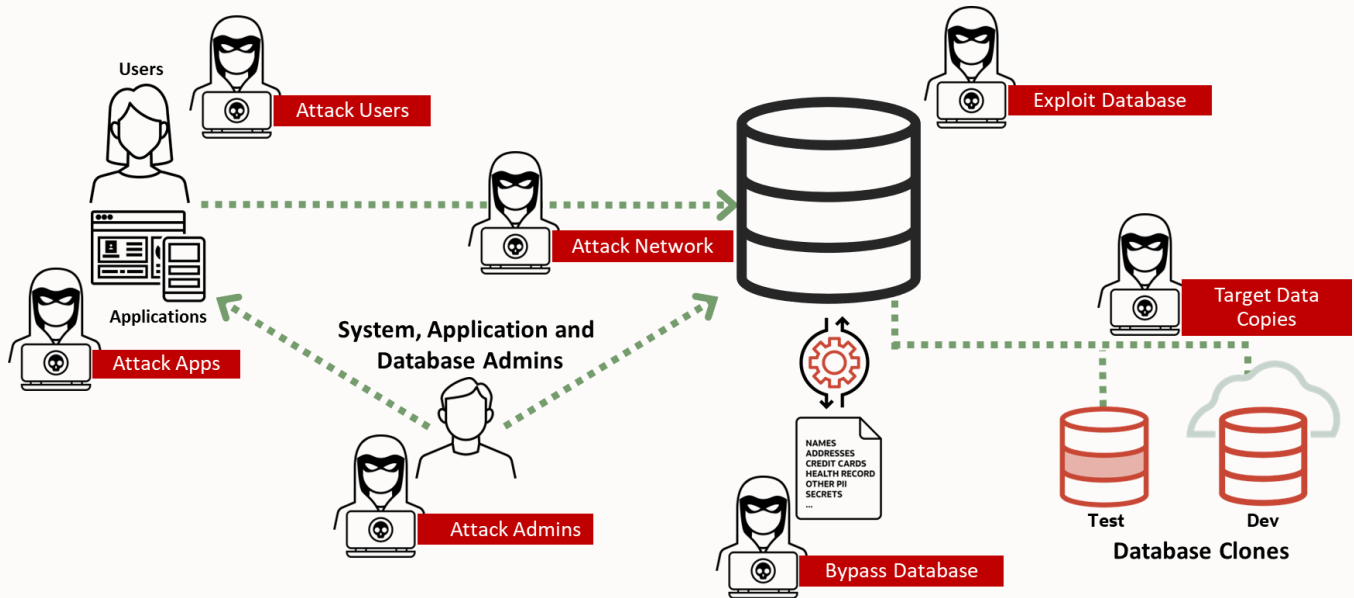 Users
Attack Users
Exploit Database
Attack Network
Target Data
Copies
Applications
Attack Apps
System, Application and
Database Admins
Attack Admins
NAMES
ADDRESSES
CREDIT CARDS
HEALTH RECORD
OTHER PII
SECRETS
...
Bypass Database
Test
Dev
Database Clones